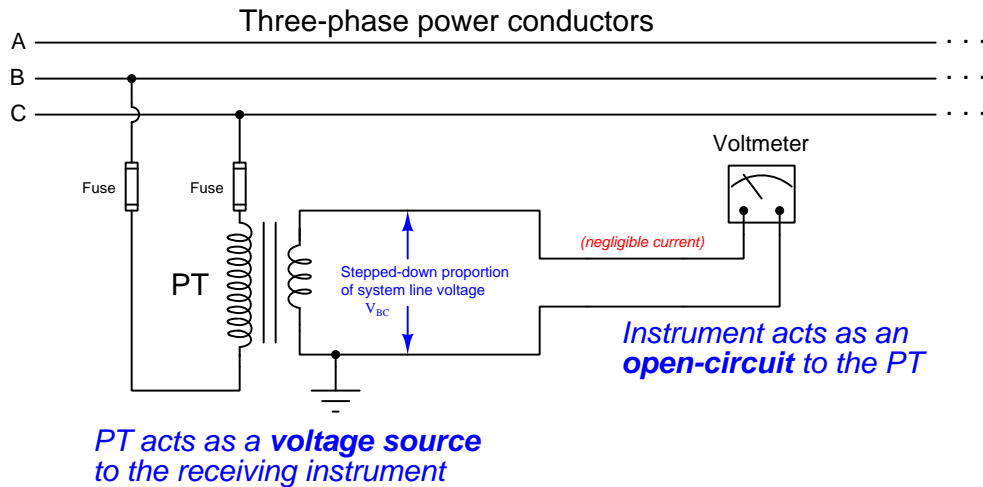 Three-phase power conductors
A
B
C
. . .
. . .
. . .
Voltmeter
Fuse
Fuse
(negligible current)
PT
Stepped-down proportion
of system line voltage
VBC
Instrument acts as an
open-circuit to the PT
PT acts as a voltage source
to the receiving instrument